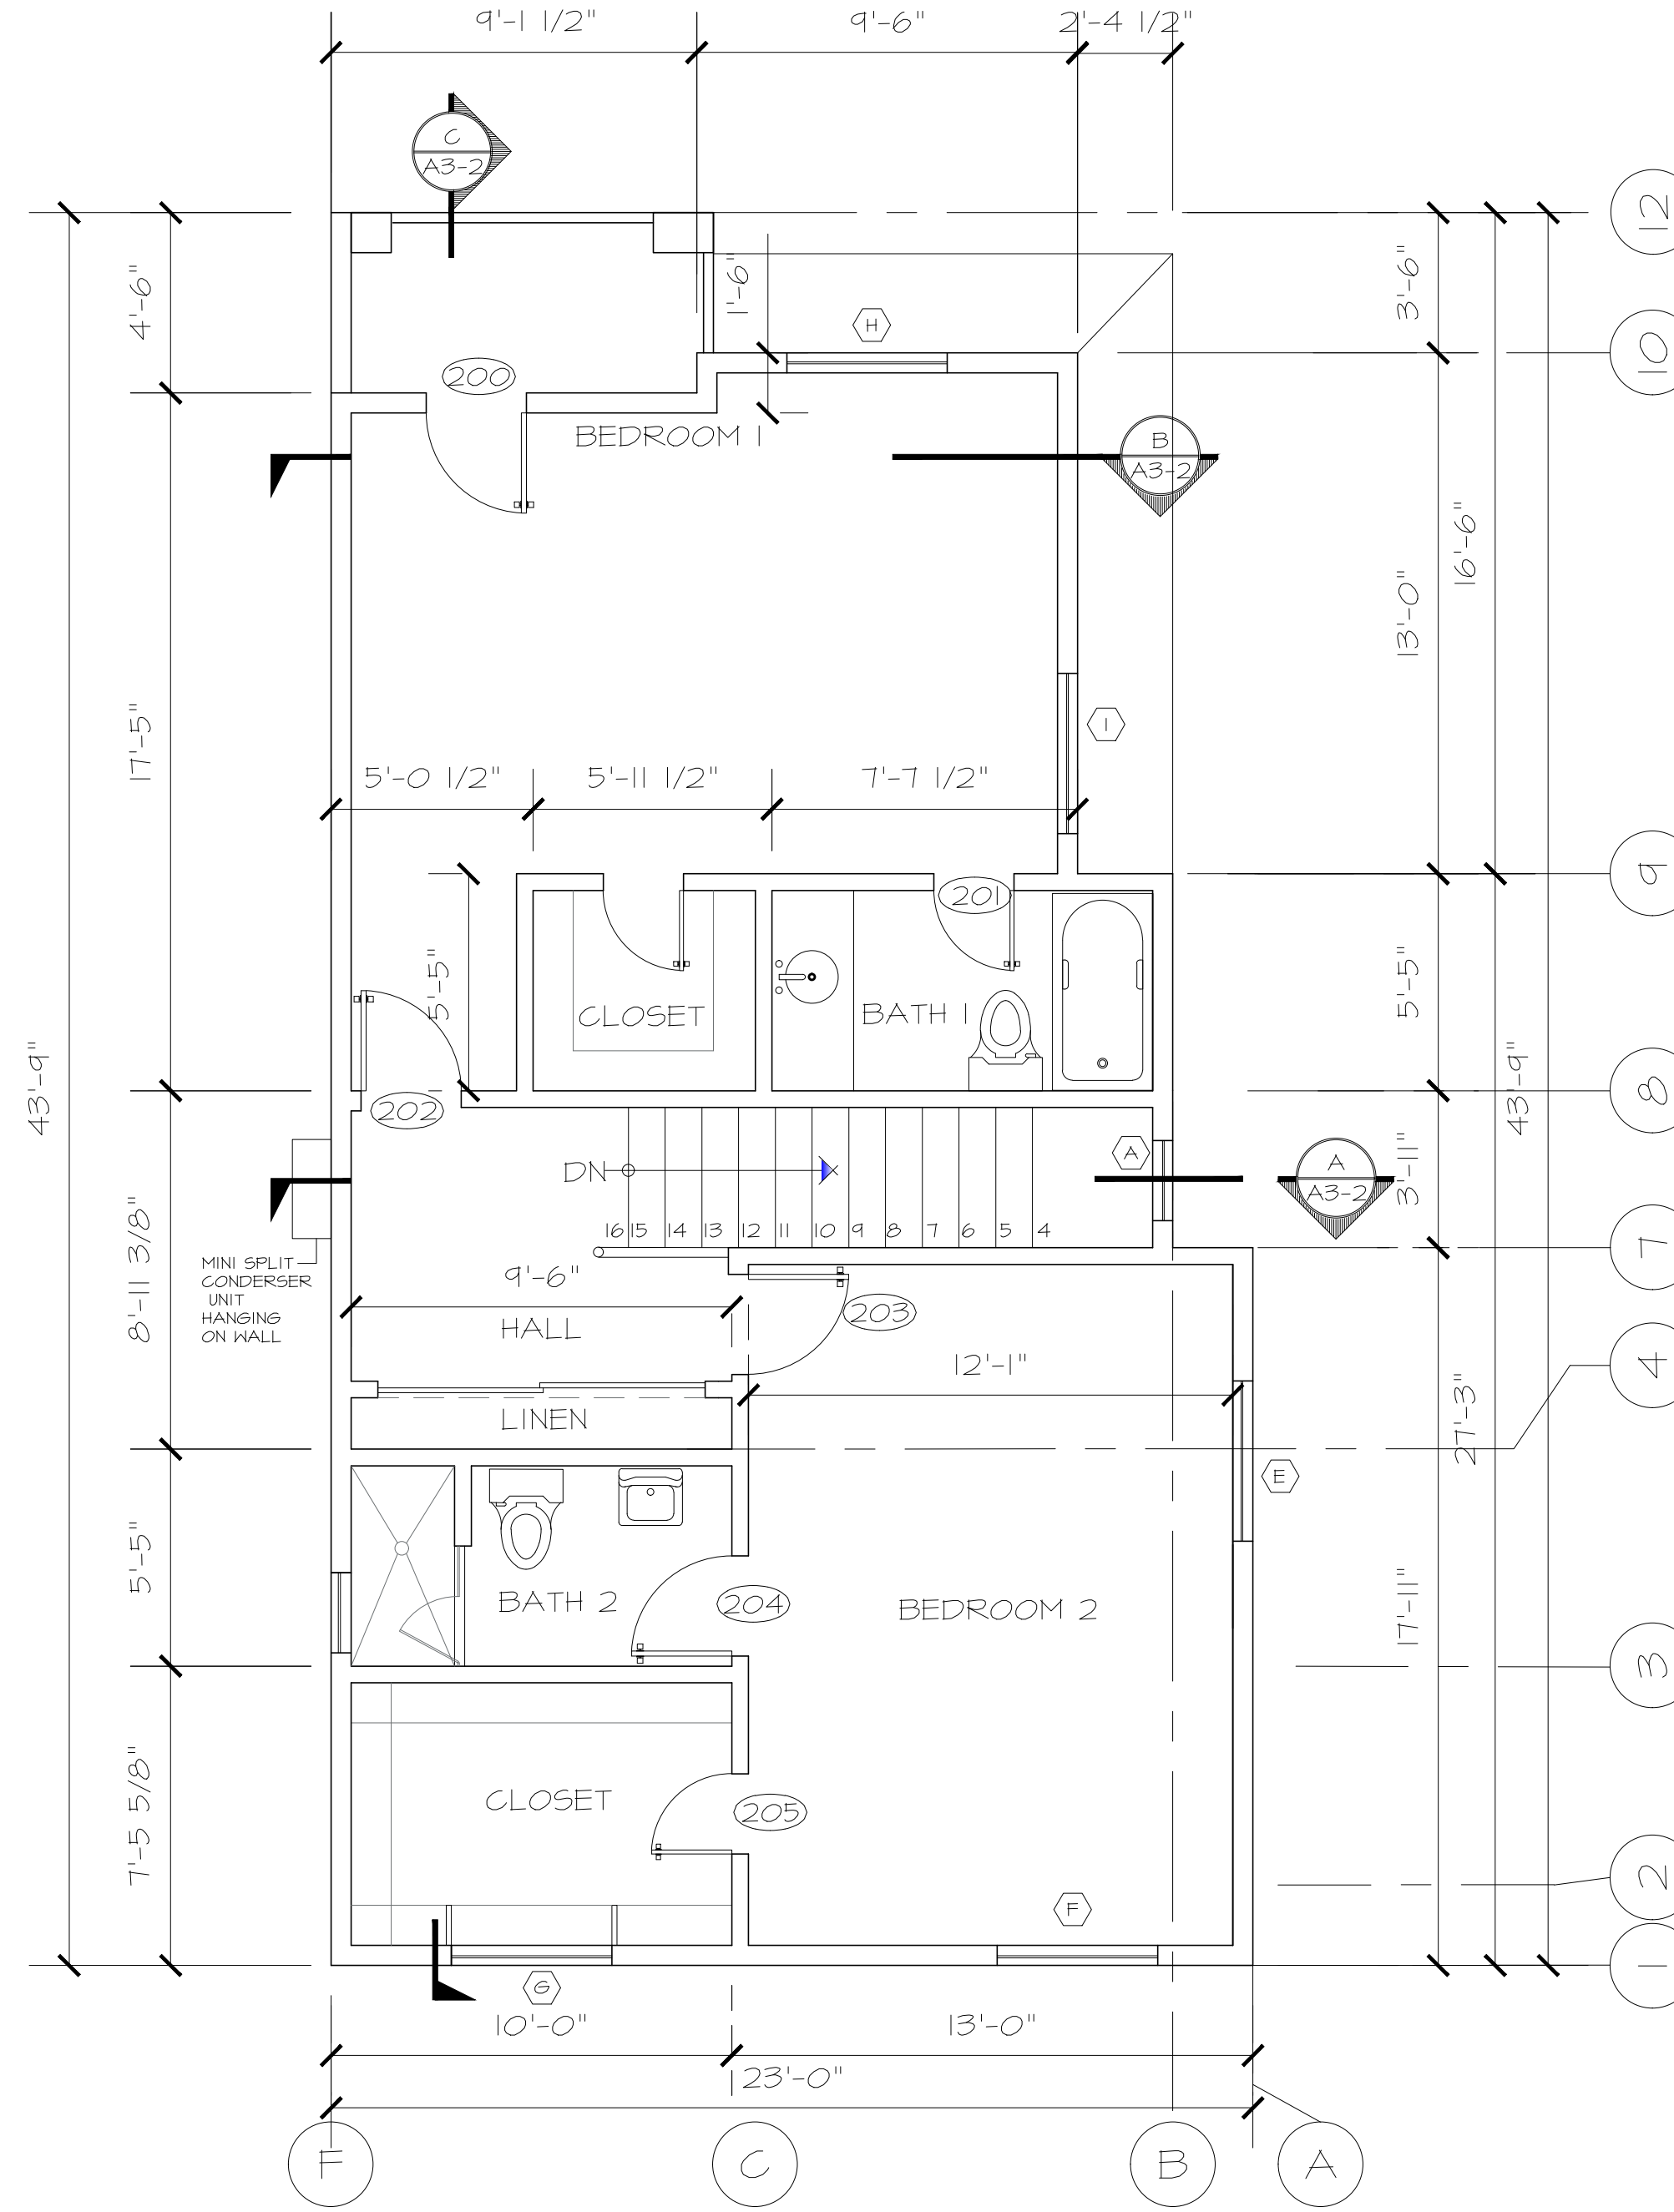 9'-1 1/2" 9'-6" 2'-4 1/2"
C
A3-2
12
4'-6" 1'-6" 3'-6"
H
10
200
BEDROOM 1
B
A3-2
16'-6"
13'-0"
17'-5"
I
5'-0 1/2" 5'-11 1/2" 7'-7 1/2"
9
201
5'-5" 5'-5"
CLOSET BATH 1
43'-9" 43'-9"
8
202
A
A
A3-2
3'-11"
DN
16 15 14 13 12 11 10 9 8 7 6 5 4
7
MINI SPLIT
CONDERSER
UNIT
HANGING
ON WALL
8'-11 3/8"
9'-6"
203
HALL
12'-1"
4
LINEN
27'-3"
E
5'-5"
BATH 2
204
BEDROOM 2
17'-11"
3
7'-5 5/8"
CLOSET
205
2
F
1
G
10'-0" 13'-0"
23'-0"
F C B A